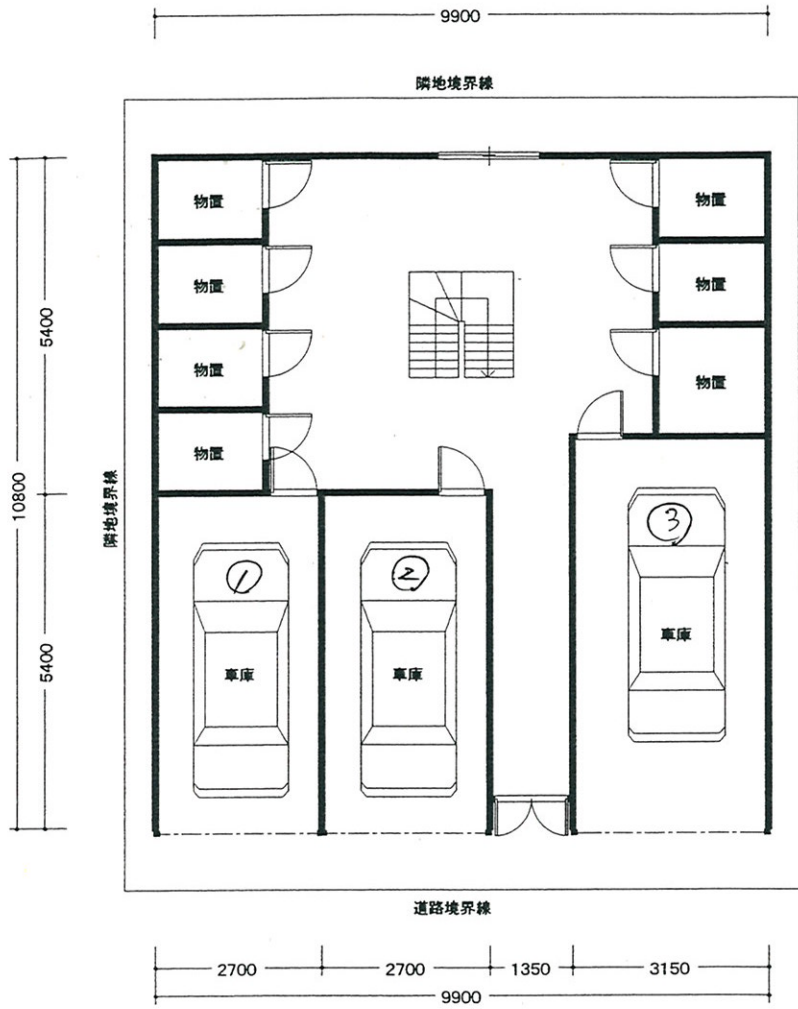 9900
隣地境界線
物置
物置
物置
物置
物置
物置
物置
5400
10800
5400
隣地境界線
①
車庫
②
車庫
③
車庫
道路境界線
2700
2700
1350
3150
9900